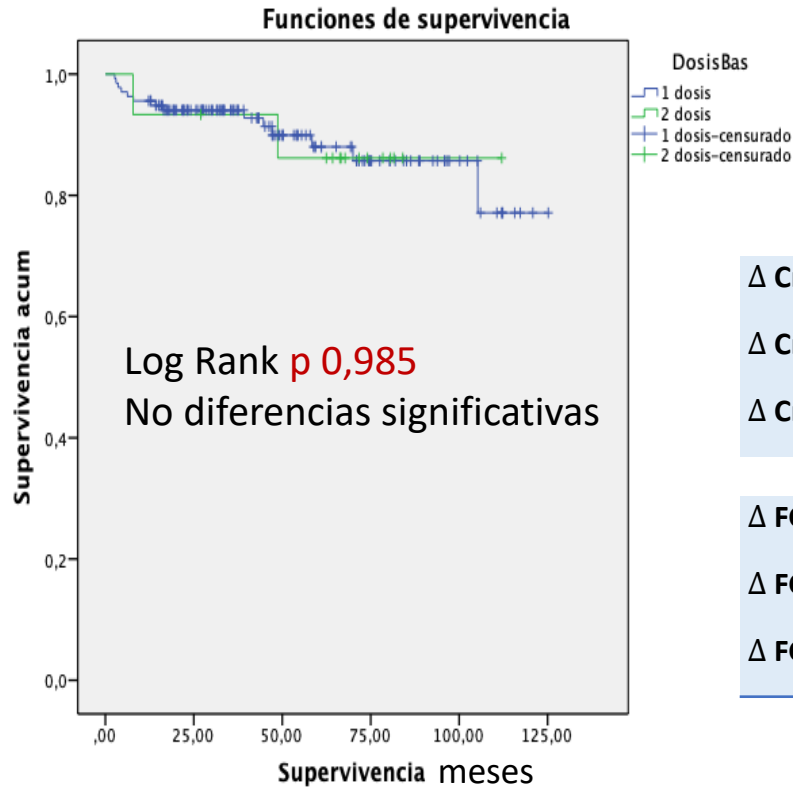 Funciones de supervivencia
DosisBas
1 dosis
2 dosis
1 dosis-censurado
2 dosis-censurado
1,0
0,8
0,6
0,4
0,2
0,0
Supervivencia acum
Log Rank p 0,985
No diferencias significativas
,00 25,00 50,00 75,00 100,00 125,00
Supervivencia meses
Δ
Δ
Δ
Δ
Δ
Δ